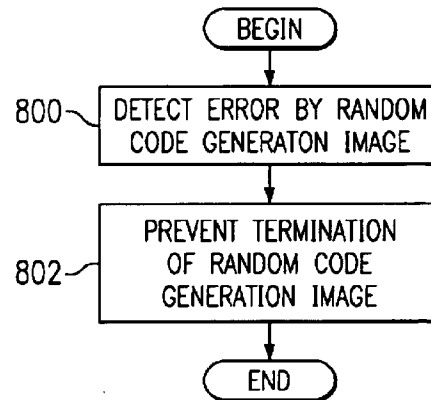 BEGIN
800
DETECT ERROR BY RANDOM
CODE GENERATON IMAGE
802
PREVENT TERMINATION
OF RANDOM CODE
GENERATION IMAGE
END